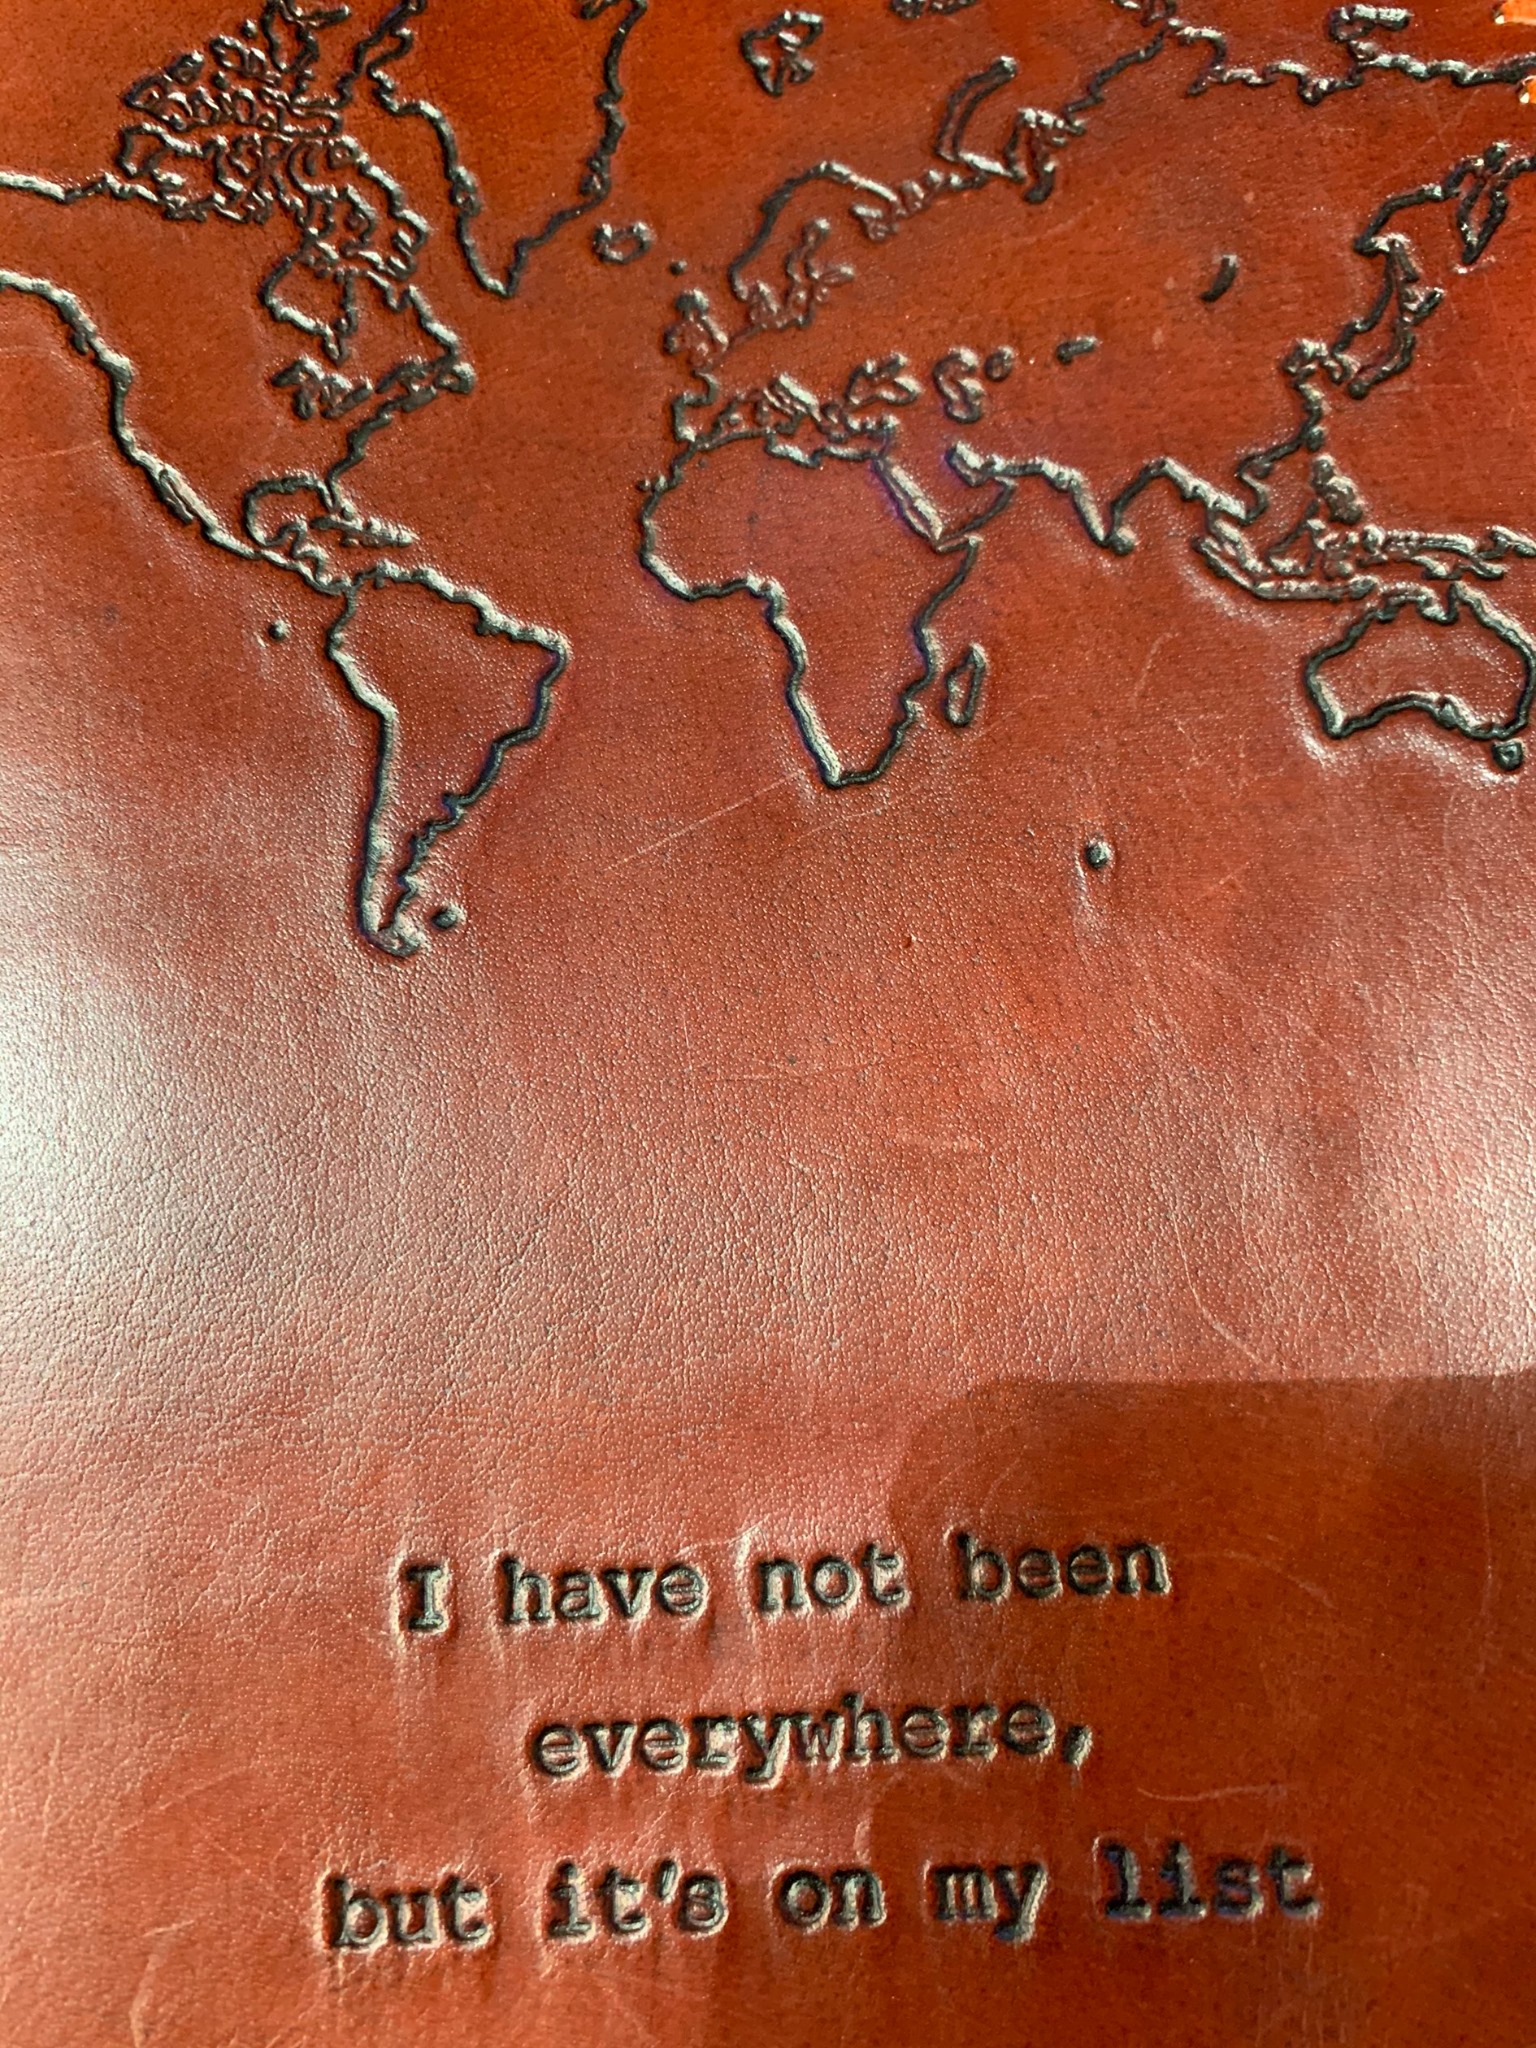 I have not been
everywhere,
but it's on my list